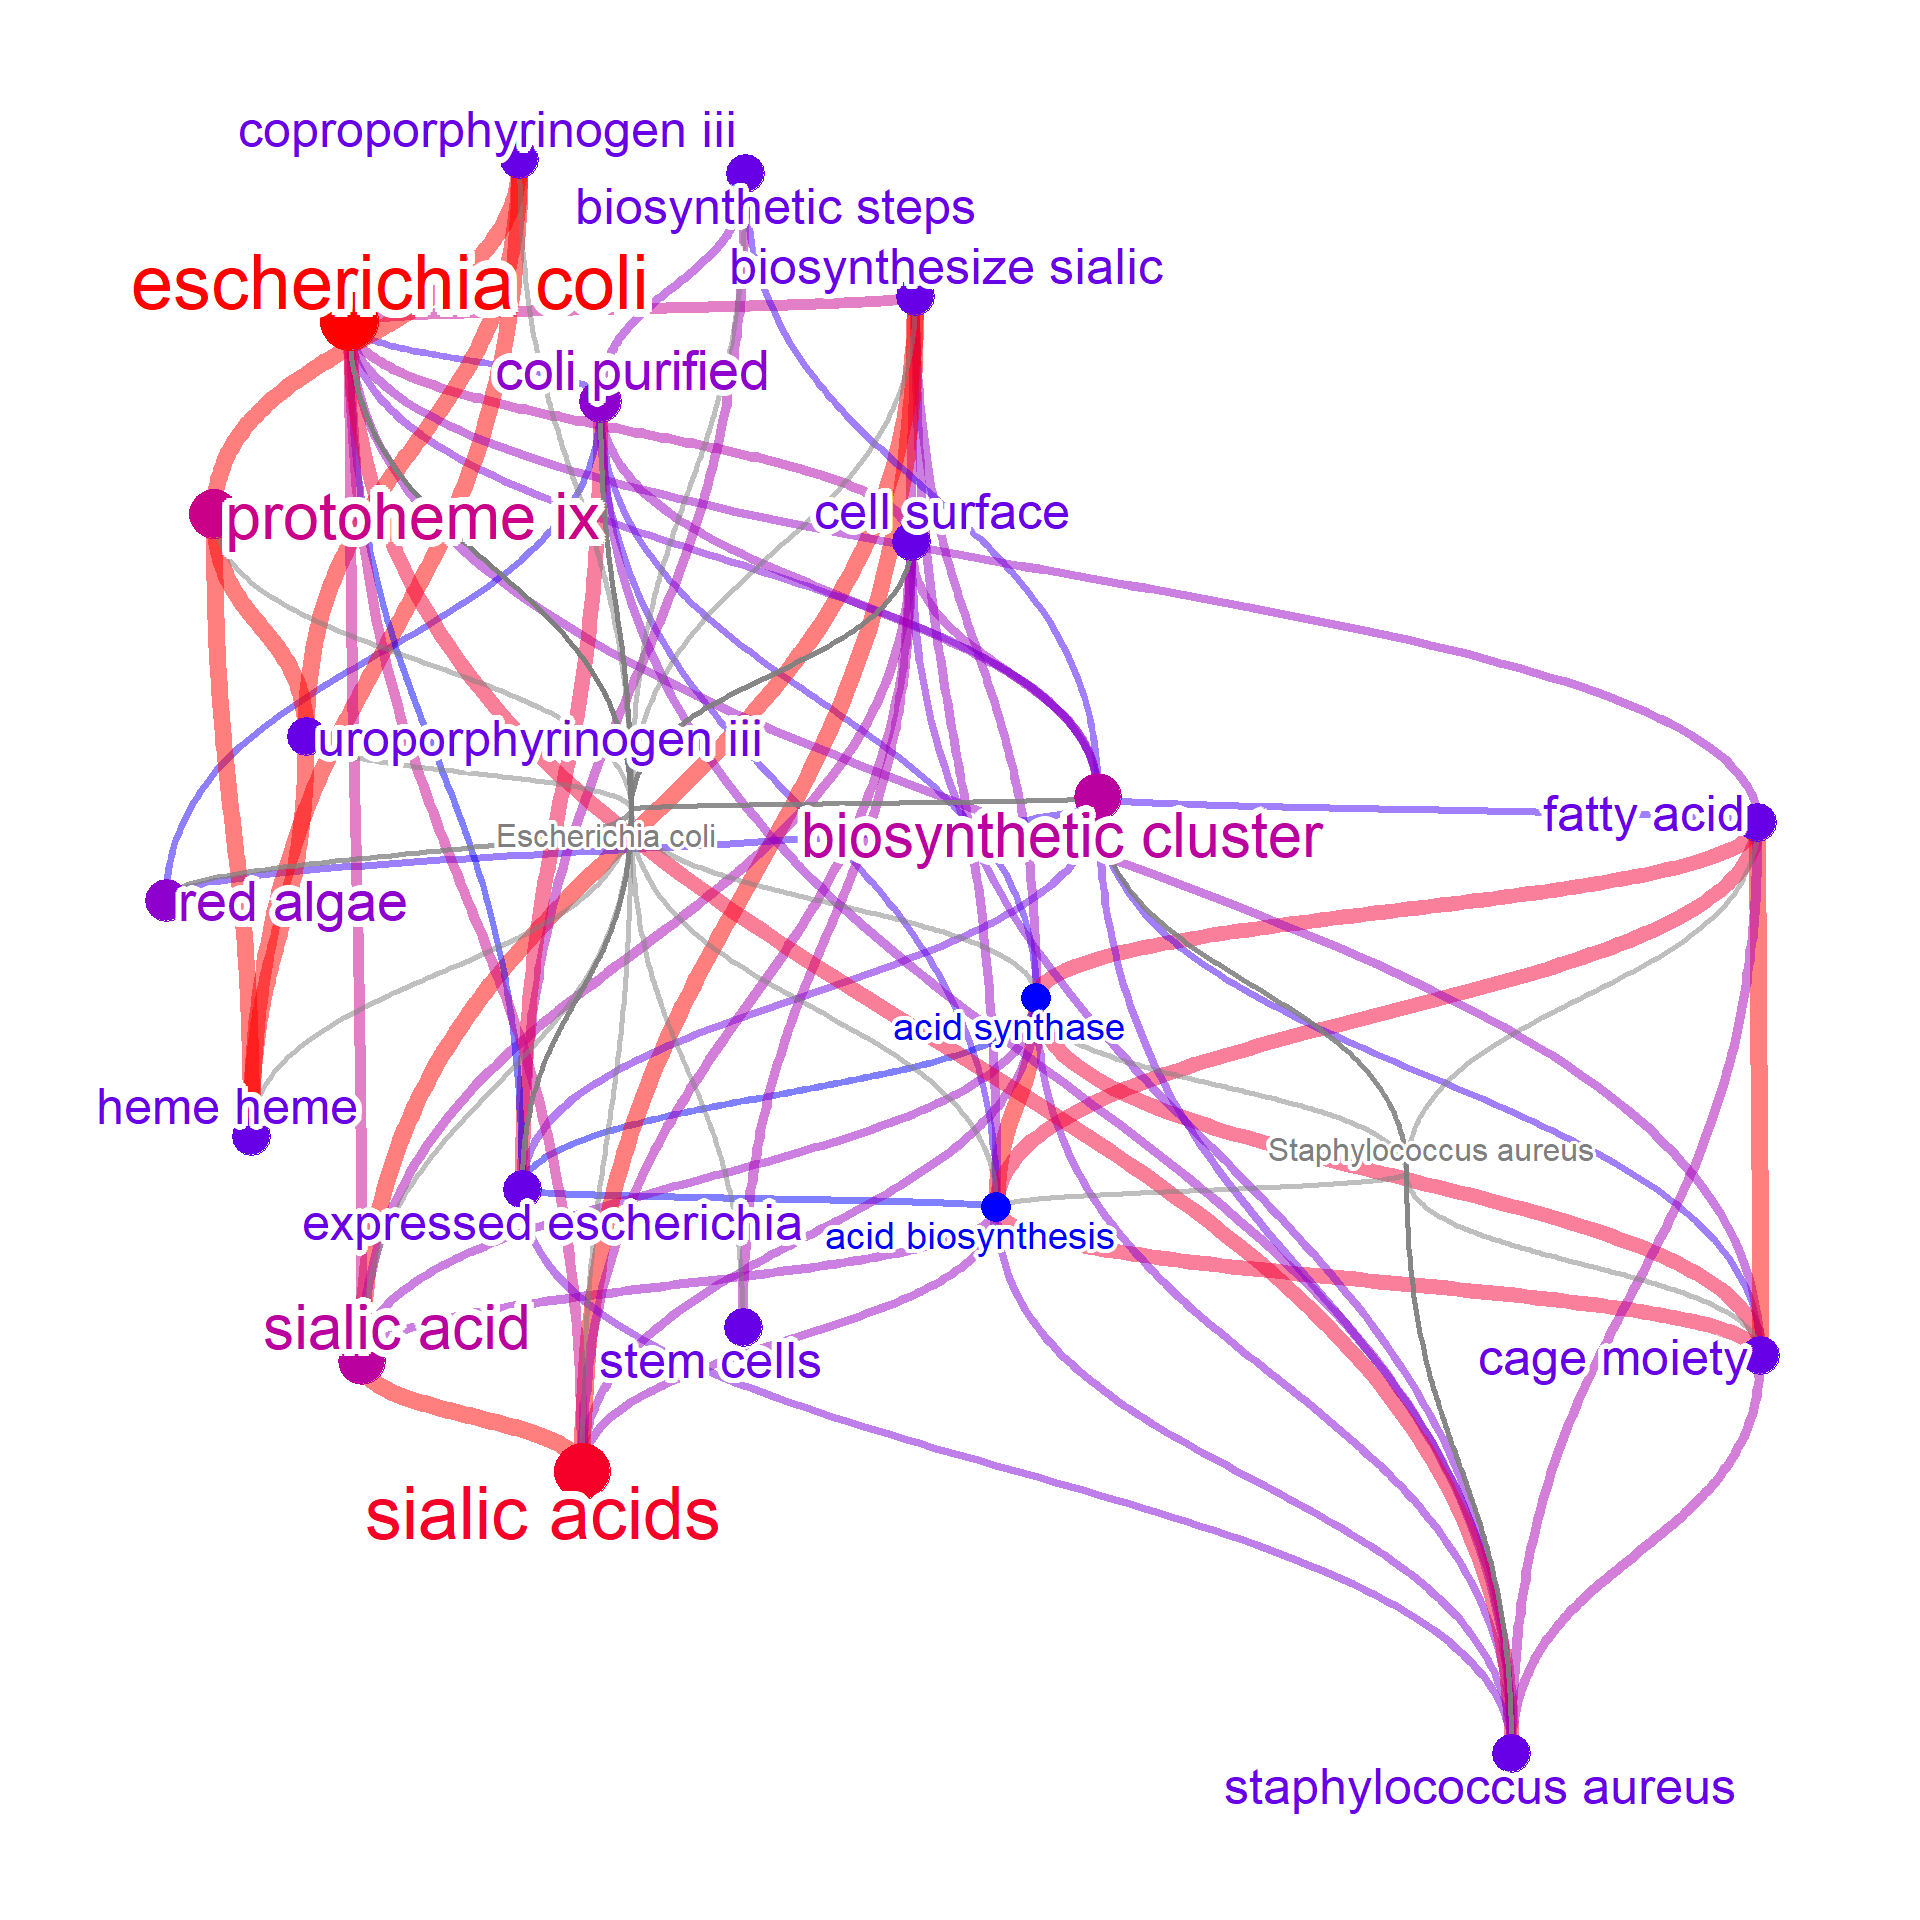 coproporphyrinogen iii
biosynthetic steps
biosynthesize sialic
escherichia coli
coli purified
cell surface
protoheme ix
uroporphyrinogen iii
fatty acid
Escherichia coli
biosynthetic cluster
red algae
acid synthase
heme heme
Staphylococcus aureus
expressed escherichia
acid biosynthesis
sialic acid
stem cells
cage moiety
sialic acids
staphylococcus aureus